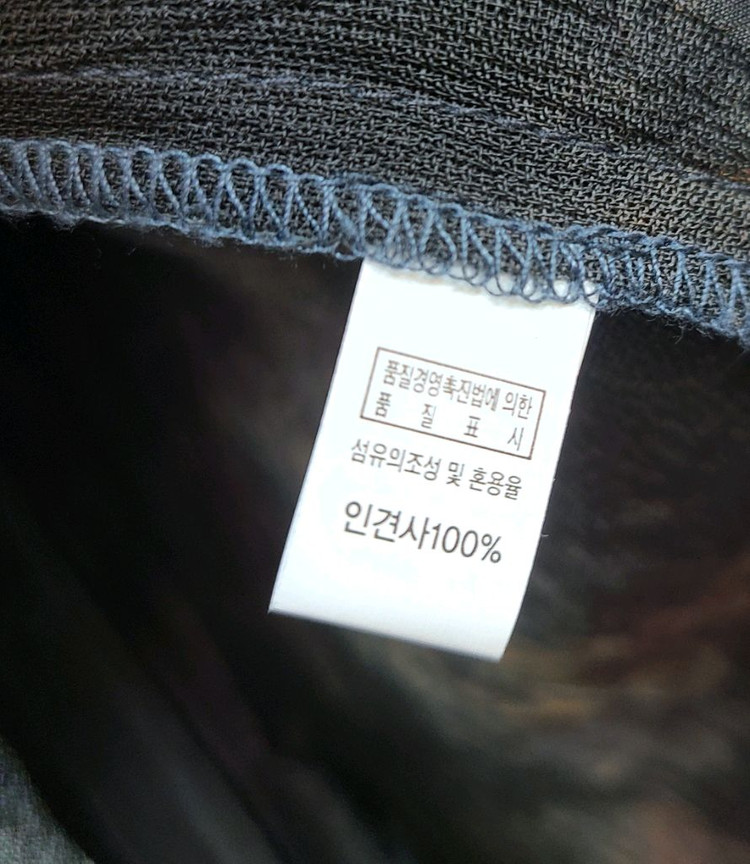 품질경영촉진법에 의한
품 질 표 시
섬유의조성 및 혼용율
인견사100%